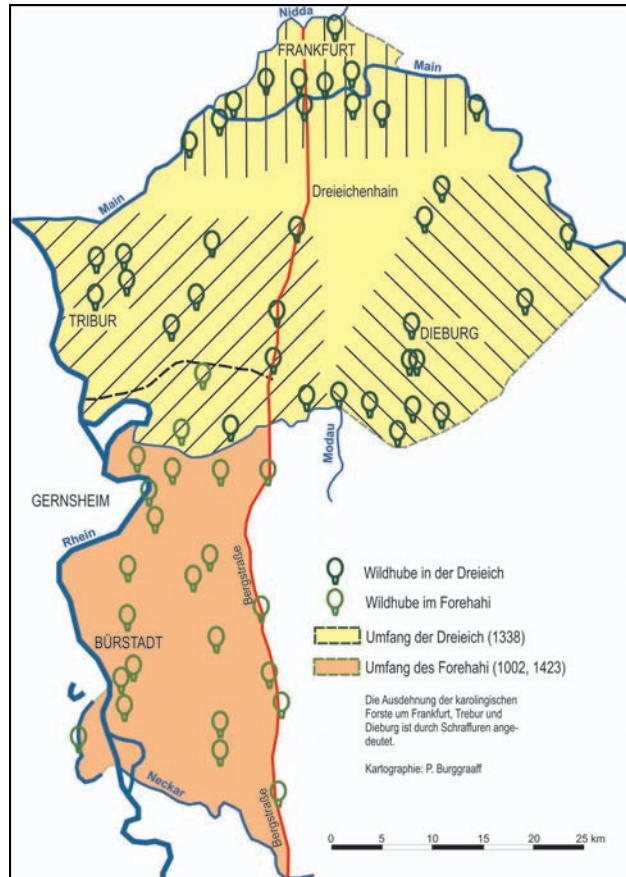 Nidda
FRANKFURT
Main
Dreieichenhain
Main
TRIBUR
DIEBURG
Modau
GERNSHEIM
Rhein
Bergstraße
BÜRSTADT
Neckar
Bergstraße
Wildhube in der Dreieich
Wildhube im Forehahi
Umfang der Dreieich (1338)
Umfang des Forehahi (1002, 1423)
Die Ausdehnung der karolingischen
Forste um Frankfurt, Trebur und
Dieburg ist durch Schraffuren ange-
deutet.
Kartographie: P. Burggraaff
0 5 10 15 20 25 km